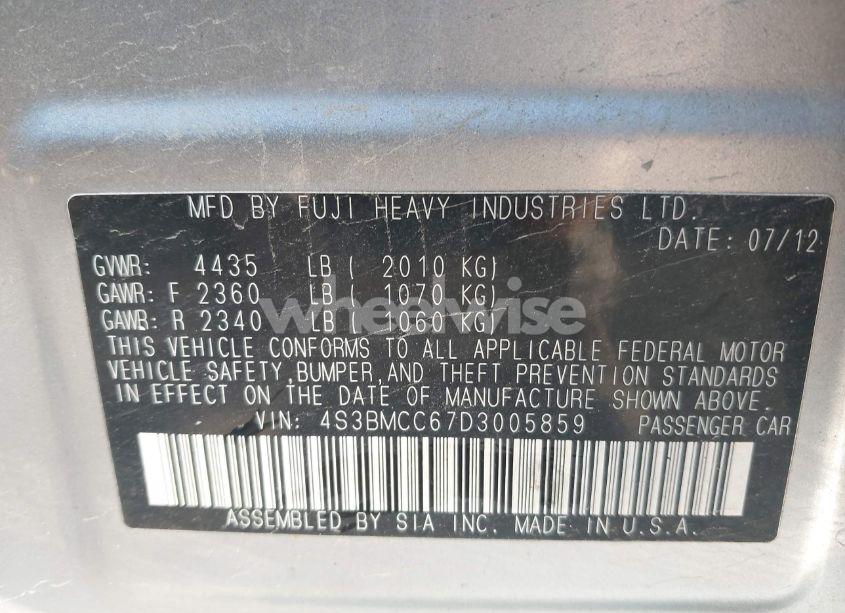 MFD BY FUJI HEAVY INDUSTRIES LTD.
DATE: 07/12
GVWR: 4435 LB ( 2010 KG)
GAWR: F 2360 LB ( 1070 KG)
GAWR: R 2340 LB ( 1060 KG)
wheelwise
THIS VEHICLE CONFORMS TO ALL APPLICABLE FEDERAL MOTOR
VEHICLE SAFETY,BUMPER,AND THEFT PREVENTION STANDARDS
IN EFFECT ON THE DATE OF MANUFACTURE SHOWN ABOVE.
VIN: 4S3BMCC67D3005859 PASSENGER CAR
ASSEMBLED BY SIA INC. MADE IN U.S.A.